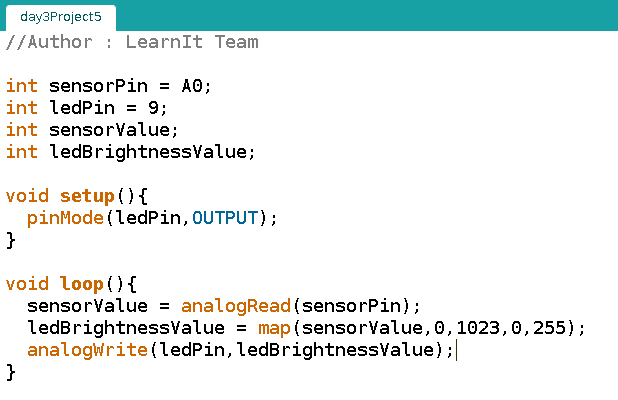 day3Project5
//Author : LearnIt Team
int sensorPin = A0;
int ledPin = 9;
int sensorValue;
int ledBrightnessValue;
void setup(){
  pinMode(ledPin,OUTPUT);
}
void loop(){
  sensorValue = analogRead(sensorPin);
  ledBrightnessValue = map(sensorValue,0,1023,0,255);
  analogWrite(ledPin,ledBrightnessValue);
}